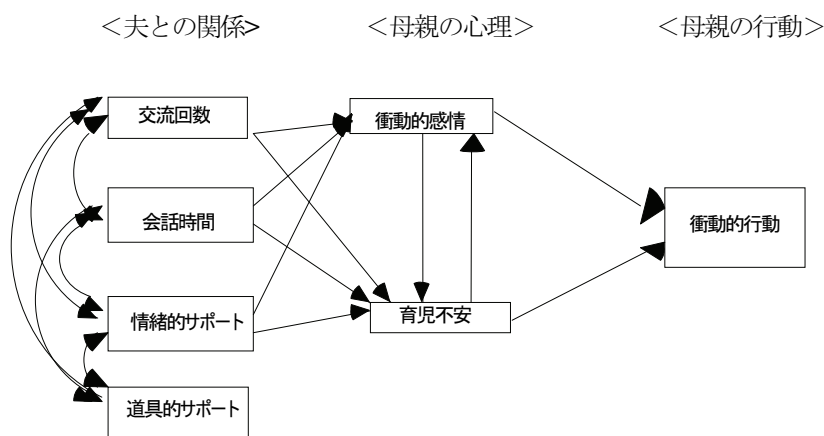 ＜夫との関係>
＜母親の心理＞
＜母親の行動＞
交流回数
衝動的感情
会話時間
衝動的行動
情緒的サポート
育児不安
道具的サポート